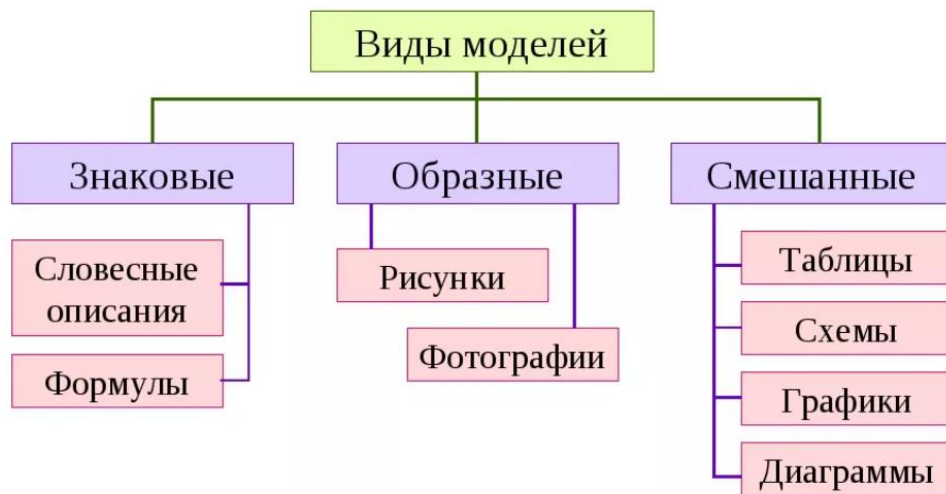 Виды моделей
Знаковые
Словесные
описания
Формулы
Образные
Рисунки
Фотографии
Смешанные
Таблицы
Схемы
Графики
Диаграммы